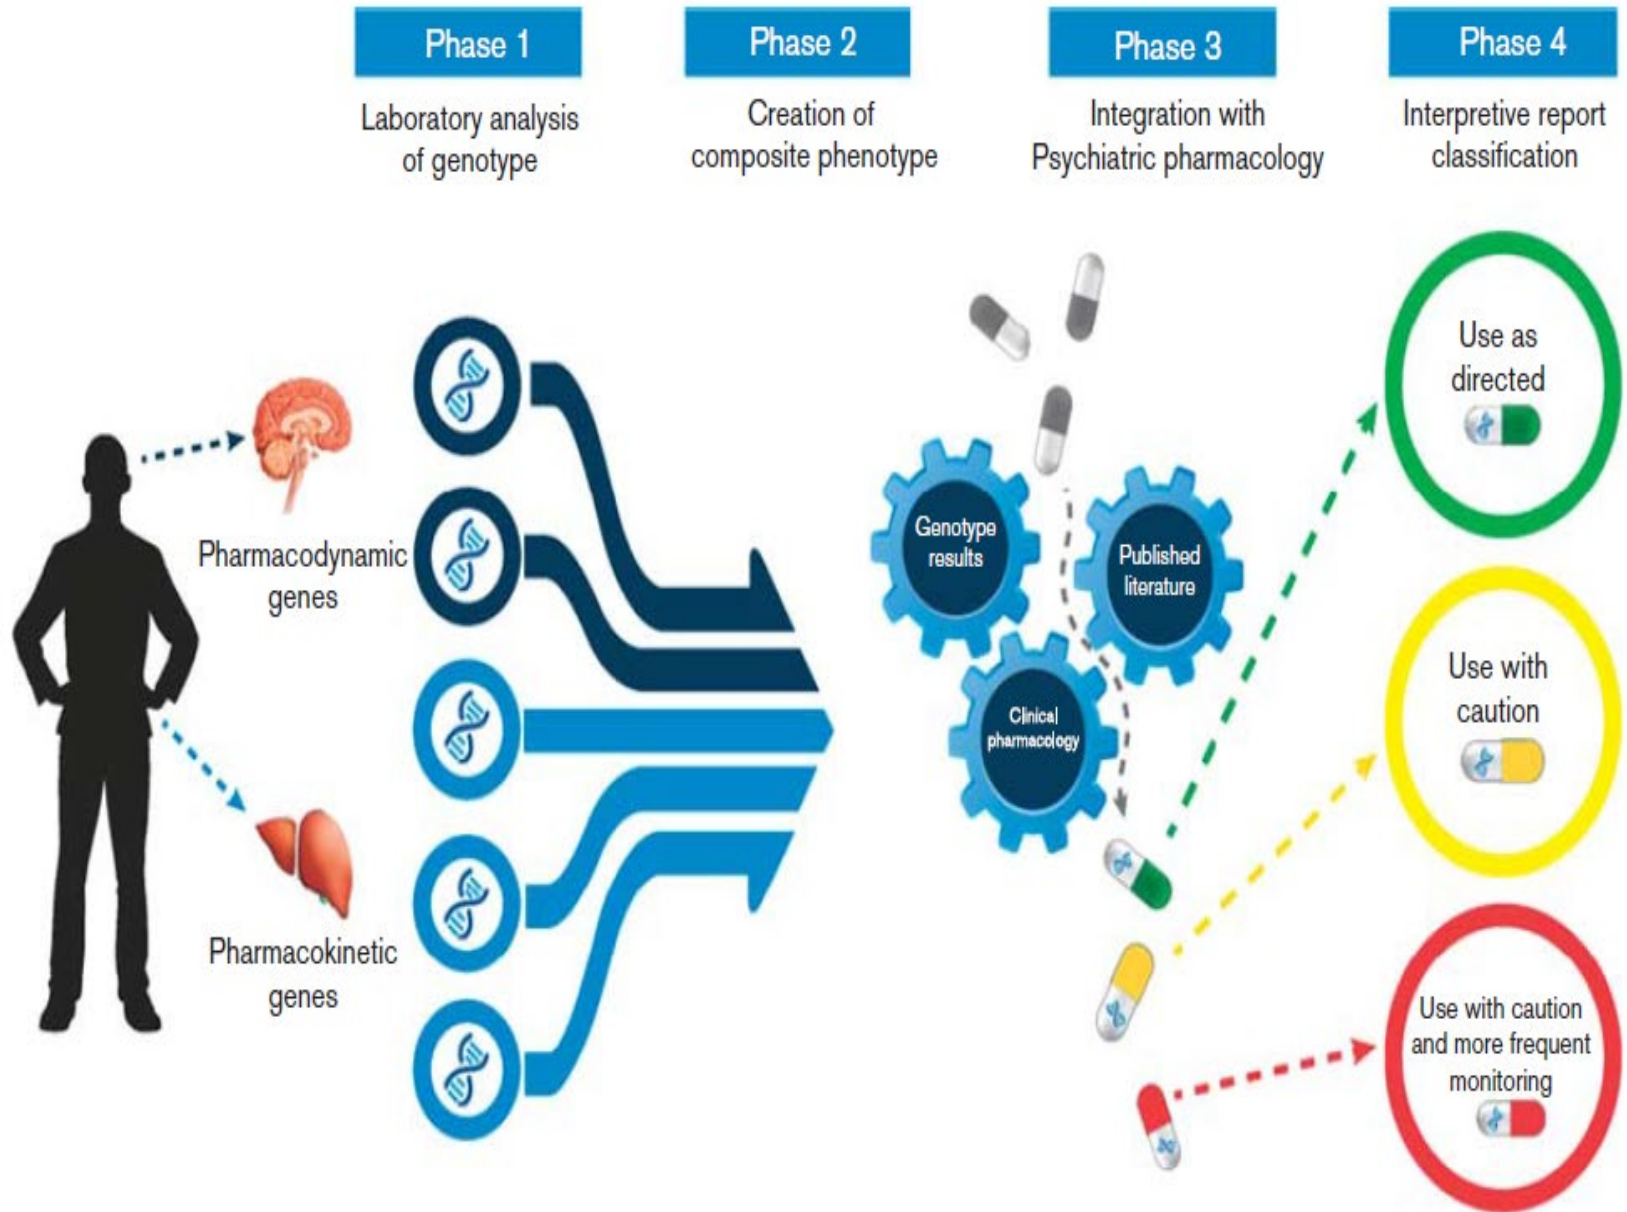 Phase 1
Phase 2
Phase 3
Phase 4
Laboratory analysis
of genotype
Creation of
composite phenotype
Integration with
Psychiatric pharmacology
Interpretive report
classification
Pharmacodynamic
genes
Pharmacokinetic
genes
Genotype
results
Published
literature
Clinical
pharmacology
Use as
directed
Use with
caution
Use with caution
and more frequent
monitoring